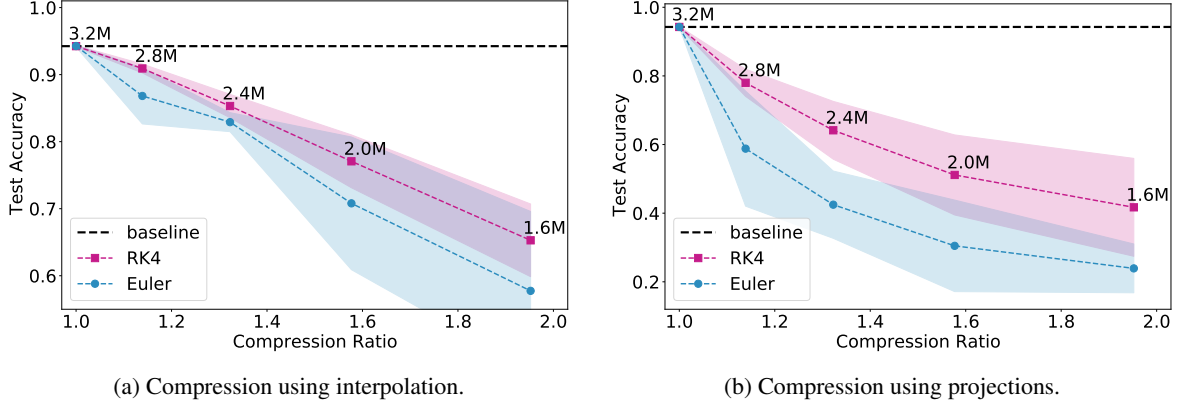 1.0
0.9
0.8
0.7
0.6
Test Accuracy
3.2M
2.8M
2.4M
2.0M
1.6M
baseline
RK4
Euler
1.0 1.2 1.4 1.6 1.8 2.0
Compression Ratio
(a) Compression using interpolation.
1.0
0.8
0.6
0.4
0.2
Test Accuracy
3.2M
2.8M
2.4M
2.0M
1.6M
baseline
RK4
Euler
1.0 1.2 1.4 1.6 1.8 2.0
Compression Ratio
(b) Compression using projections.